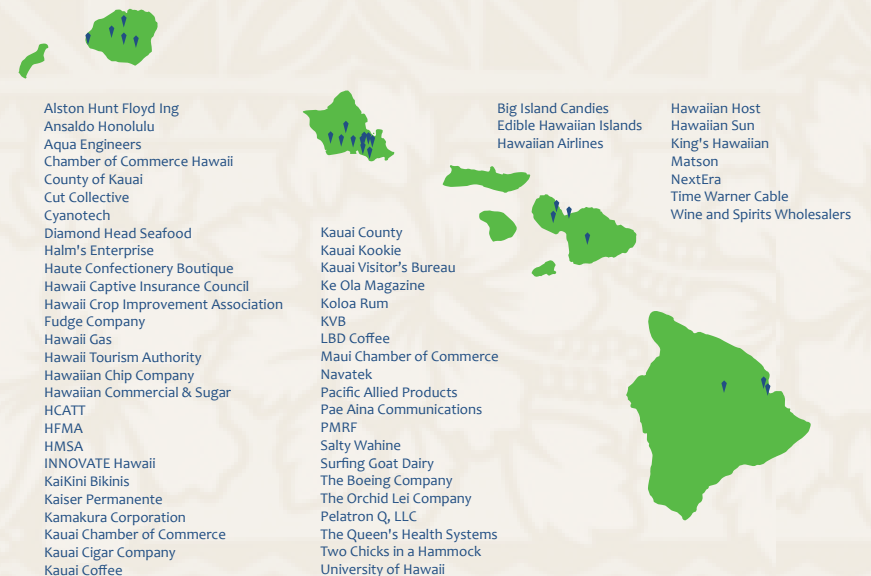 Alston Hunt Floyd Ing
Ansaldo Honolulu
Aqua Engineers
Chamber of Commerce Hawaii
County of Kauai
Cut Collective
Cyanotech
Diamond Head Seafood
Halm's Enterprise
Haute Confectionery Boutique
Hawaii Captive Insurance Council
Hawaii Crop Improvement Association
Fudge Company
Hawaii Gas
Hawaii Tourism Authority
Hawaiian Chip Company
Hawaiian Commercial & Sugar
HCATT
HFMA
HMSA
INNOVATE Hawaii
KaiKini Bikinis
Kaiser Permanente
Kamakura Corporation
Kauai Chamber of Commerce
Kauai Cigar Company
Kauai Coffee
Kauai County
Kauai Kookie
Kauai Visitor's Bureau
Ke Ola Magazine
Koloa Rum
KVB
LBD Coffee
Maui Chamber of Commerce
Navatek
Pacific Allied Products
Pae Aina Communications
PMRF
Salty Wahine
Surfing Goat Dairy
The Boeing Company
The Orchid Lei Company
Pelatron Q, LLC
The Queen's Health Systems
Two Chicks in a Hammock
University of Hawaii
Big Island Candies
Edible Hawaiian Islands
Hawaiian Airlines
Hawaiian Host
Hawaiian Sun
King's Hawaiian
Matson
NextEra
Time Warner Cable
Wine and Spirits Wholesalers